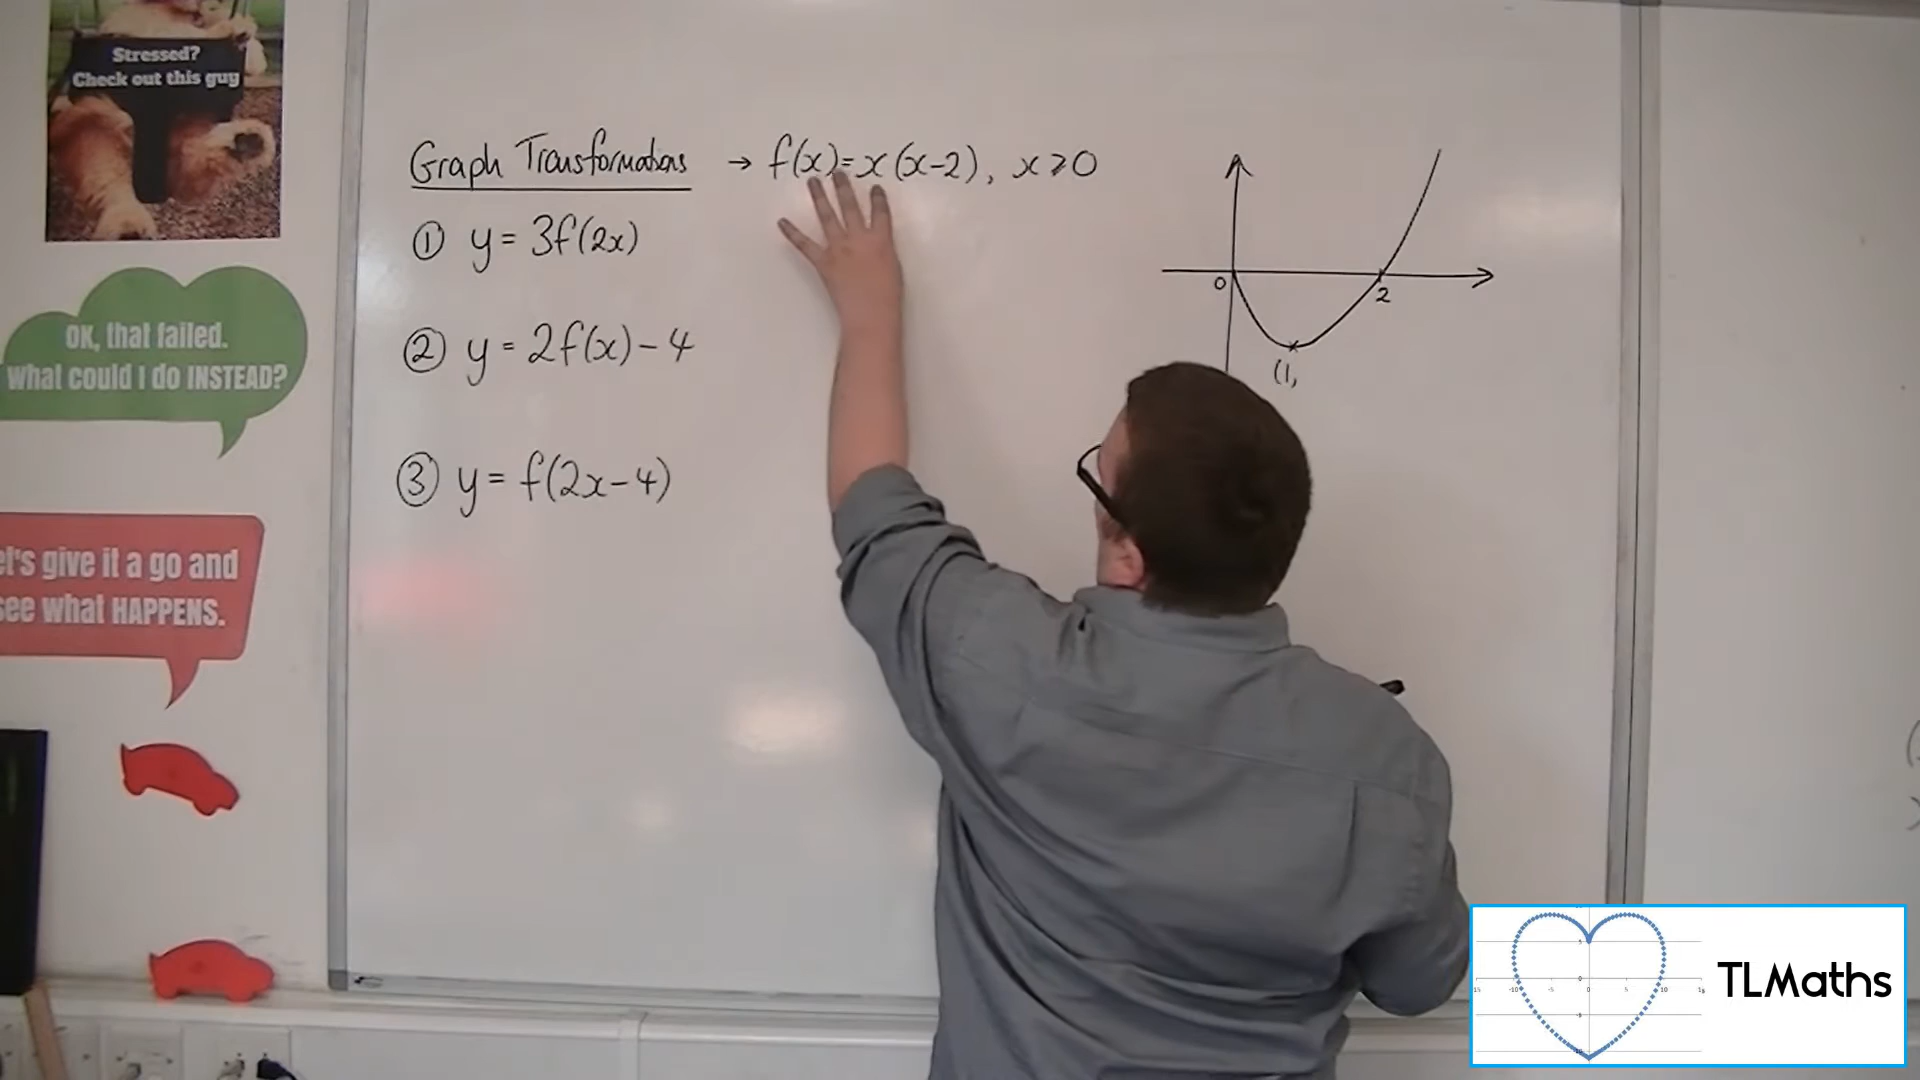 Stressed?
Check out this guy
OK, that failed.
What could I do INSTEAD?
et's give it a go and
see what HAPPENS.
Graph Transformations → f(x)=x(x-2), x≥0
① y = 3f(2x)
② y = 2f(x)-4
③ y = f(2x-4)
0
2
(1,
TLMaths